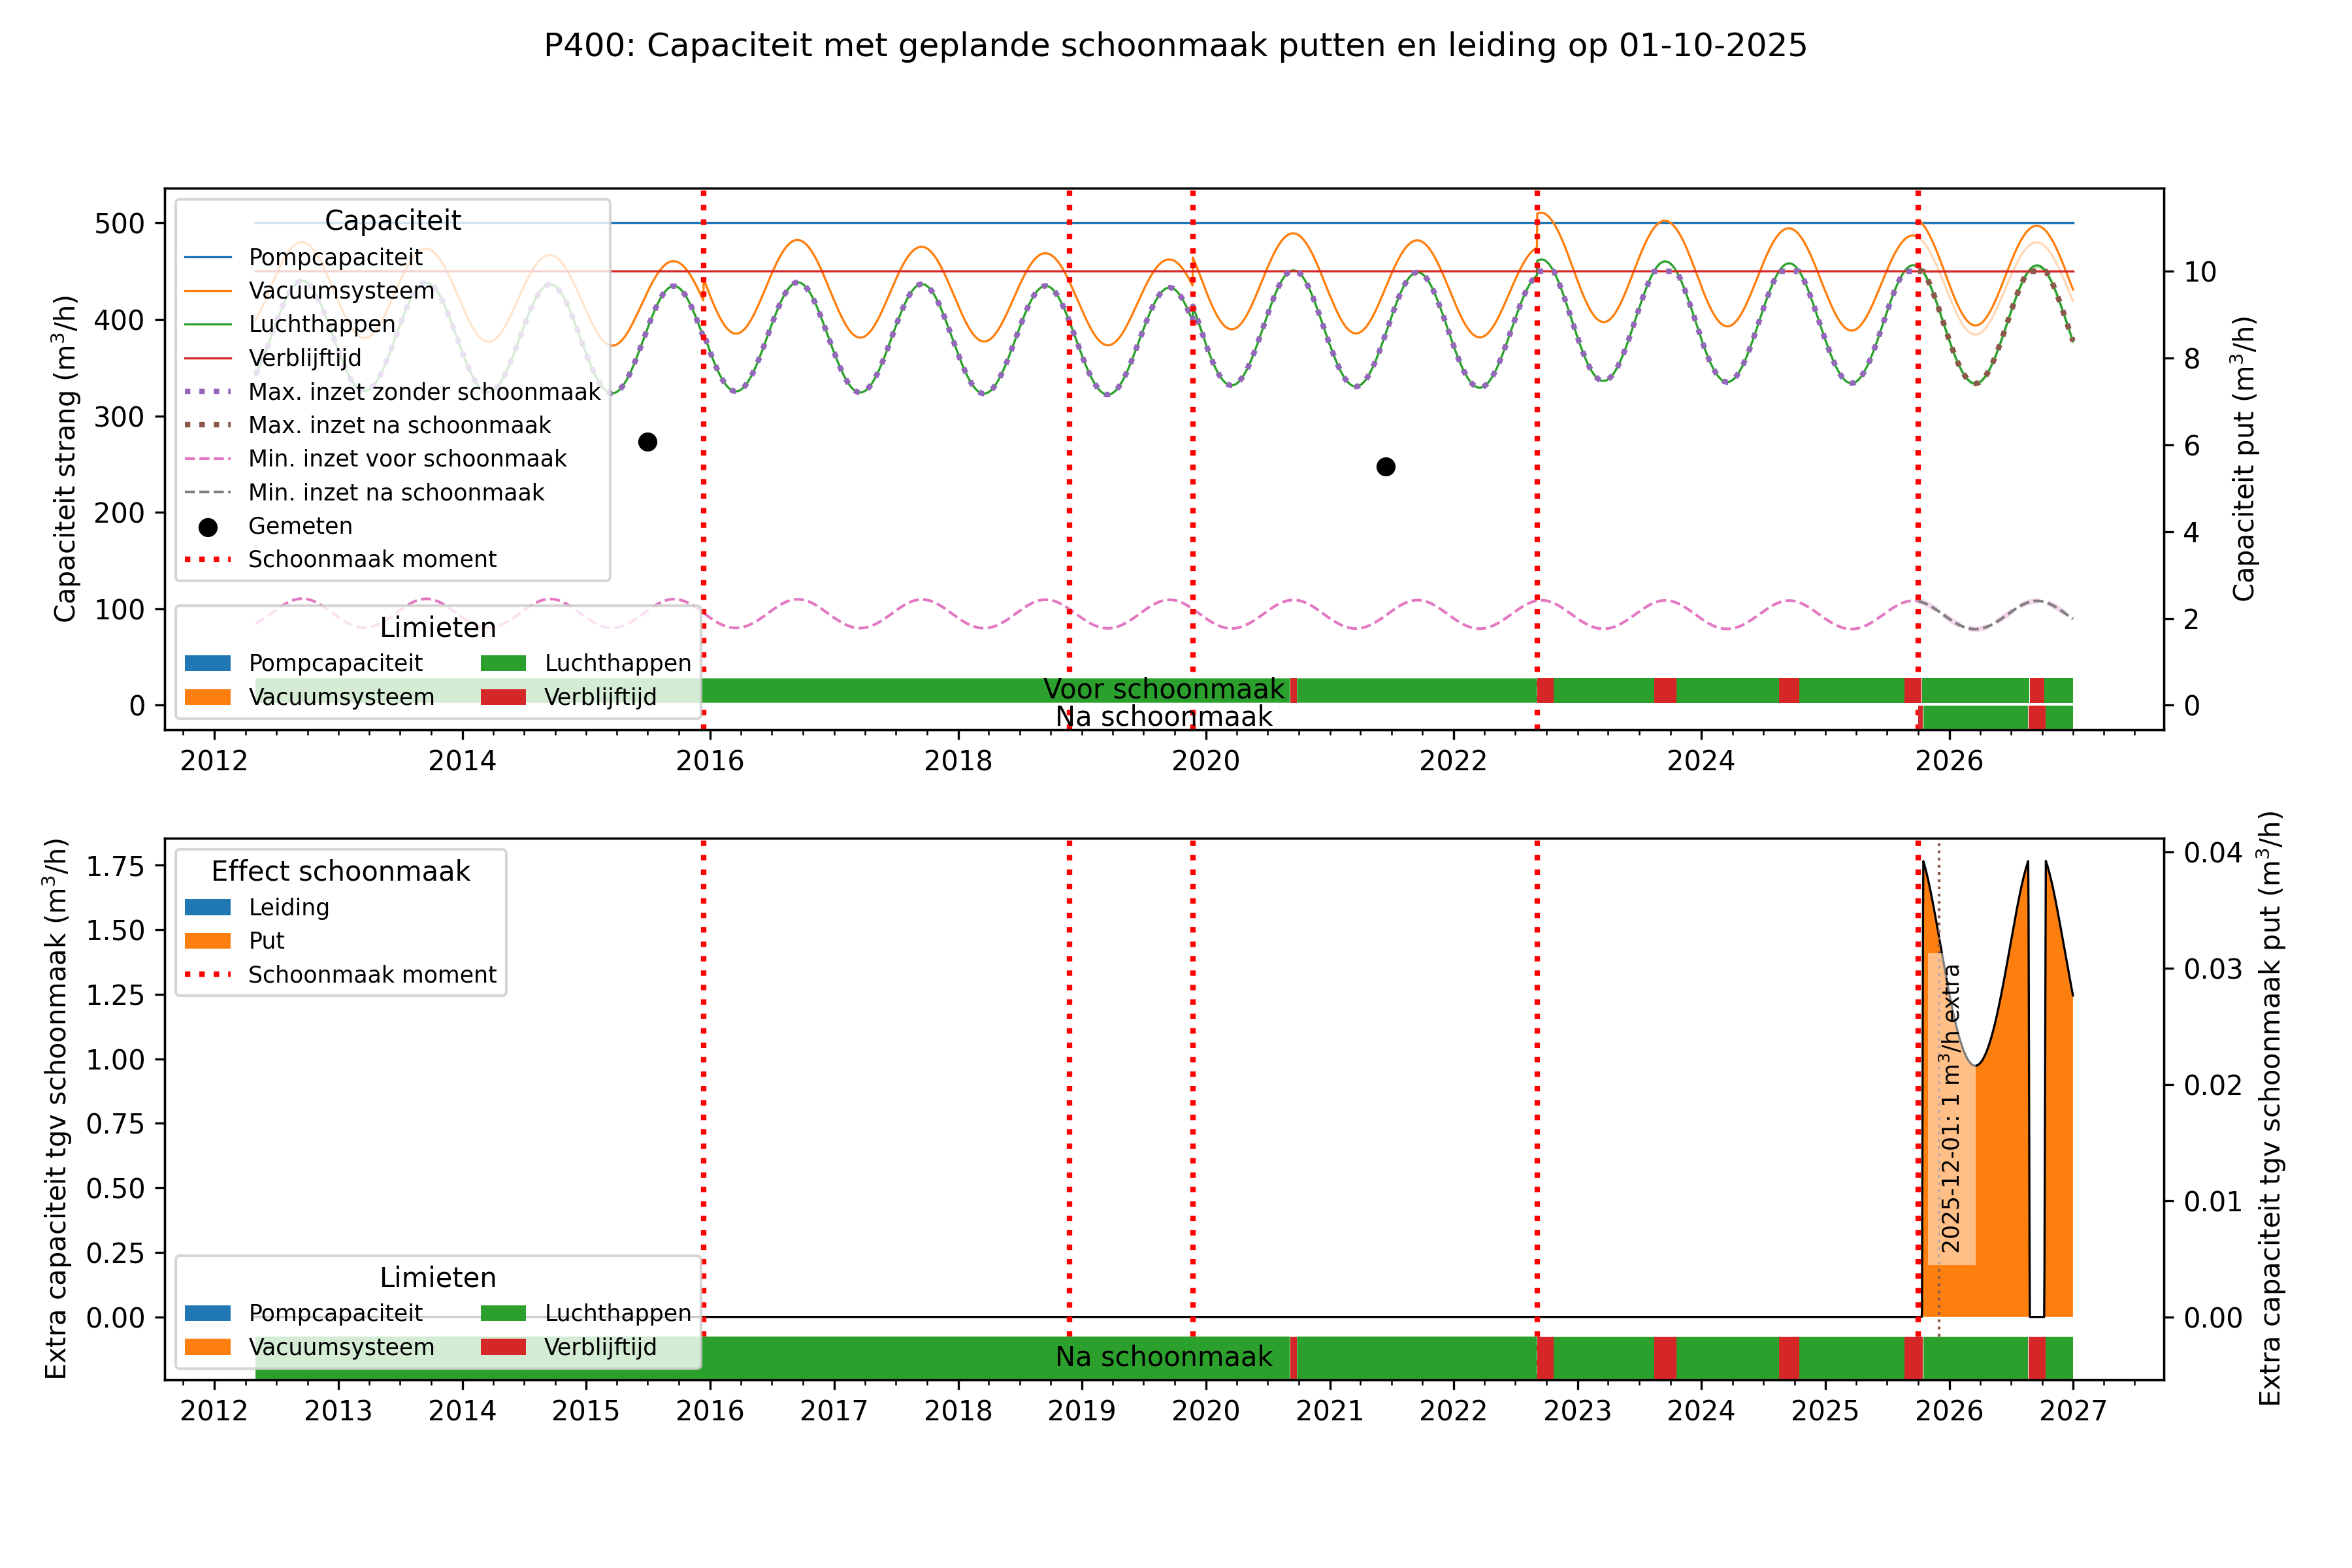 P400: Capaciteit met geplande schoonmaak putten en leiding op 01-10-2025
Capaciteit strang (m³/h)
500
400
300
200
100
0
Capaciteit
Pompcapaciteit
Vacuumsysteem
Luchthappen
Verblijftijd
Max. inzet zonder schoonmaak
Max. inzet na schoonmaak
Min. inzet voor schoonmaak
Min. inzet na schoonmaak
Gemeten
Schoonmaak moment
Limieten
Pompcapaciteit Luchthappen
Vacuumsysteem Verblijftijd
Voor schoonmaak
Na schoonmaak
10
8
6
4
2
0
Capaciteit put (m³/h)
2012 2014 2016 2018 2020 2022 2024 2026
Extra capaciteit tgv schoonmaak (m³/h)
1.75
1.50
1.25
1.00
0.75
0.50
0.25
0.00
Effect schoonmaak
Leiding
Put
Schoonmaak moment
Limieten
Pompcapaciteit Luchthappen
Vacuumsysteem Verblijftijd
Na schoonmaak
2025-12-01: 1 m³/h extra
0.04
0.03
0.02
0.01
0.00
Extra capaciteit tgv schoonmaak put (m³/h)
2012 2013 2014 2015 2016 2017 2018 2019 2020 2021 2022 2023 2024 2025 2026 2027